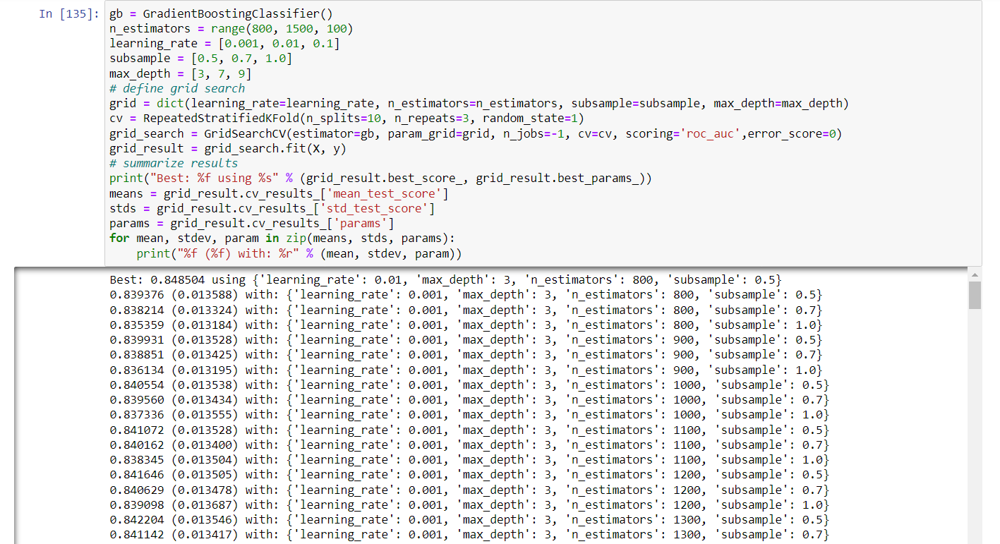 In [135]: gb = GradientBoostingClassifier()
n_estimators = range(800, 1500, 100)
learning_rate = [0.001, 0.01, 0.1]
subsample = [0.5, 0.7, 1.0]
max_depth = [3, 7, 9]
# define grid search
grid = dict(learning_rate=learning_rate, n_estimators=n_estimators, subsample=subsample, max_depth=max_depth)
cv = RepeatedStratifiedKFold(n_splits=10, n_repeats=3, random_state=1)
grid_search = GridSearchCV(estimator=gb, param_grid=grid, n_jobs=-1, cv=cv, scoring='roc_auc',error_score=0)
grid_result = grid_search.fit(X, y)
# summarize results
print("Best: %f using %s" % (grid_result.best_score_, grid_result.best_params_))
means = grid_result.cv_results_['mean_test_score']
stds = grid_result.cv_results_['std_test_score']
params = grid_result.cv_results_['params']
for mean, stdev, param in zip(means, stds, params):
    print("%f (%f) with: %r" % (mean, stdev, param))
Best: 0.848504 using {'learning_rate': 0.01, 'max_depth': 3, 'n_estimators': 800, 'subsample': 0.5}
0.839376 (0.013588) with: {'learning_rate': 0.001, 'max_depth': 3, 'n_estimators': 800, 'subsample': 0.5}
0.838214 (0.013324) with: {'learning_rate': 0.001, 'max_depth': 3, 'n_estimators': 800, 'subsample': 0.7}
0.835359 (0.013184) with: {'learning_rate': 0.001, 'max_depth': 3, 'n_estimators': 800, 'subsample': 1.0}
0.839931 (0.013528) with: {'learning_rate': 0.001, 'max_depth': 3, 'n_estimators': 900, 'subsample': 0.5}
0.838851 (0.013425) with: {'learning_rate': 0.001, 'max_depth': 3, 'n_estimators': 900, 'subsample': 0.7}
0.836134 (0.013195) with: {'learning_rate': 0.001, 'max_depth': 3, 'n_estimators': 900, 'subsample': 1.0}
0.840554 (0.013538) with: {'learning_rate': 0.001, 'max_depth': 3, 'n_estimators': 1000, 'subsample': 0.5}
0.839560 (0.013434) with: {'learning_rate': 0.001, 'max_depth': 3, 'n_estimators': 1000, 'subsample': 0.7}
0.837336 (0.013555) with: {'learning_rate': 0.001, 'max_depth': 3, 'n_estimators': 1000, 'subsample': 1.0}
0.841072 (0.013528) with: {'learning_rate': 0.001, 'max_depth': 3, 'n_estimators': 1100, 'subsample': 0.5}
0.840162 (0.013400) with: {'learning_rate': 0.001, 'max_depth': 3, 'n_estimators': 1100, 'subsample': 0.7}
0.838345 (0.013504) with: {'learning_rate': 0.001, 'max_depth': 3, 'n_estimators': 1100, 'subsample': 1.0}
0.841646 (0.013505) with: {'learning_rate': 0.001, 'max_depth': 3, 'n_estimators': 1200, 'subsample': 0.5}
0.840629 (0.013478) with: {'learning_rate': 0.001, 'max_depth': 3, 'n_estimators': 1200, 'subsample': 0.7}
0.839098 (0.013687) with: {'learning_rate': 0.001, 'max_depth': 3, 'n_estimators': 1200, 'subsample': 1.0}
0.842204 (0.013546) with: {'learning_rate': 0.001, 'max_depth': 3, 'n_estimators': 1300, 'subsample': 0.5}
0.841142 (0.013417) with: {'learning_rate': 0.001, 'max_depth': 3, 'n_estimators': 1300, 'subsample': 0.7}